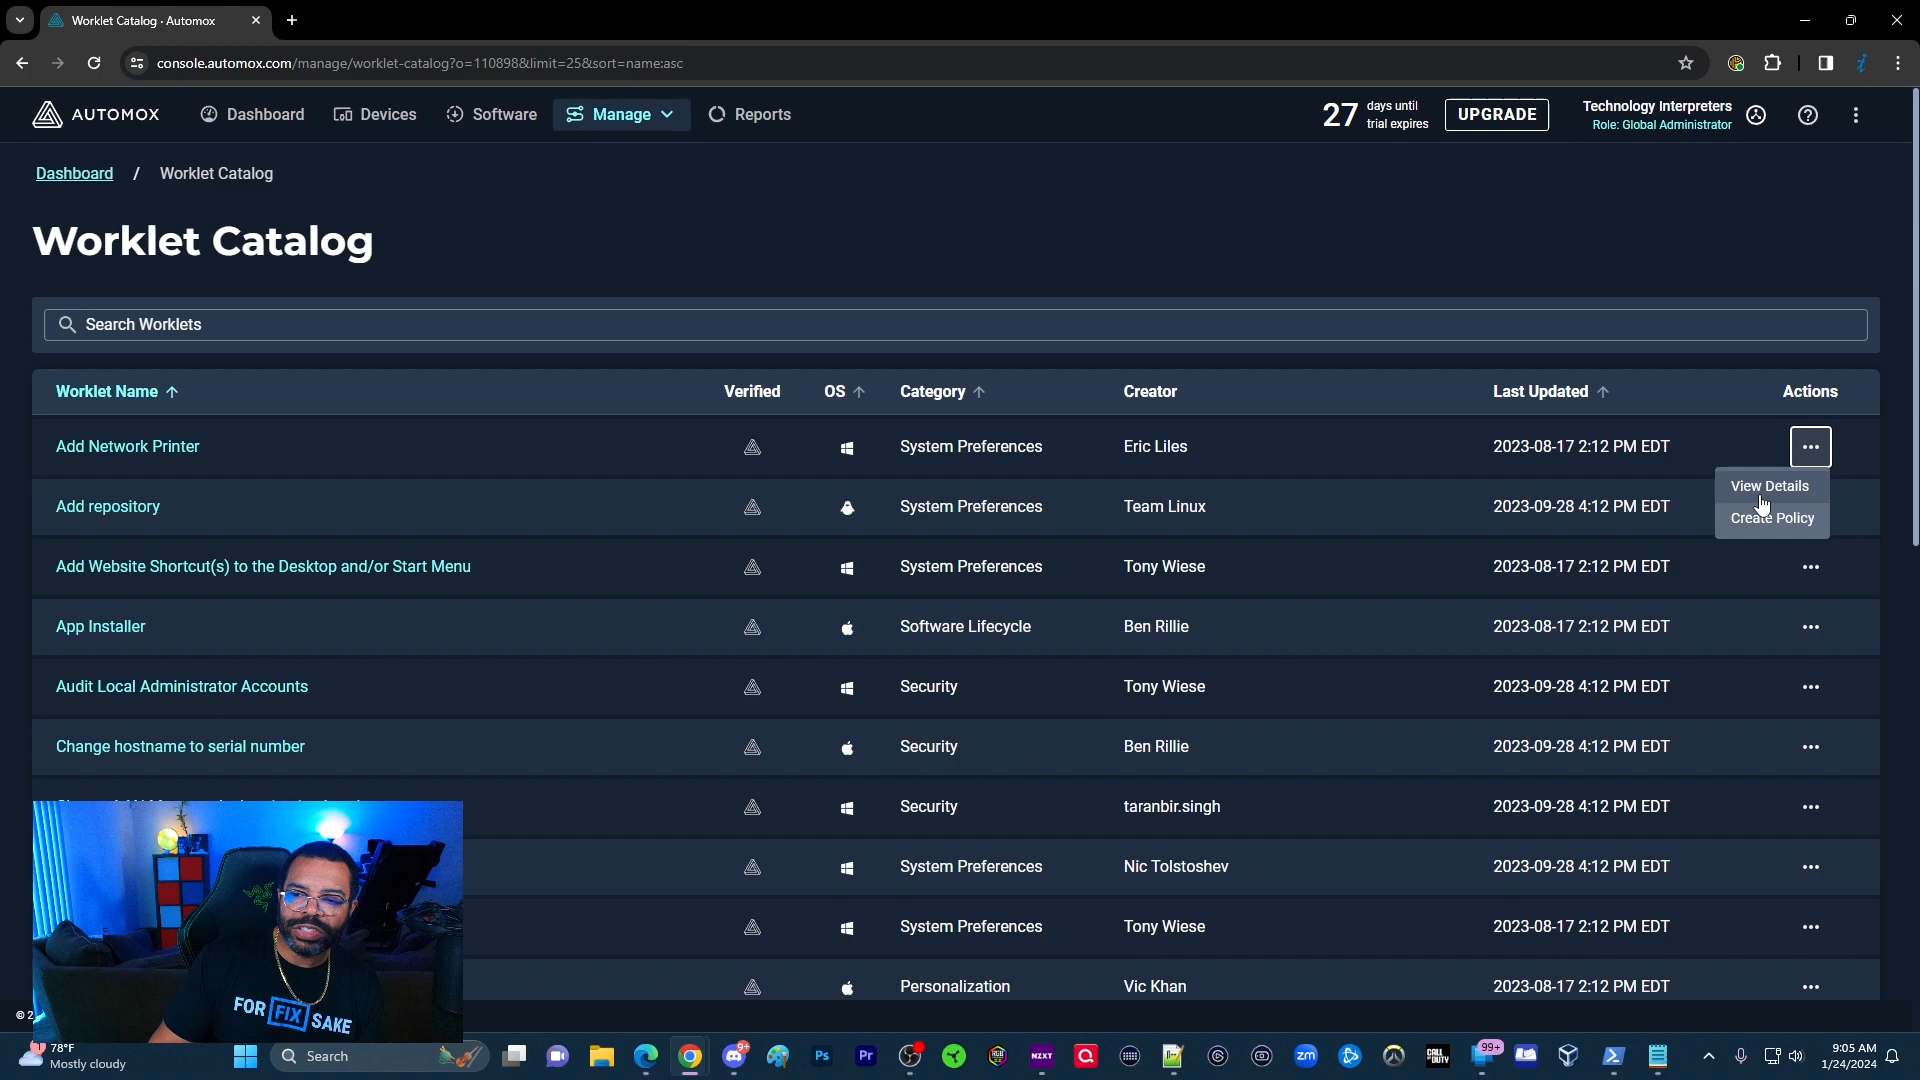 Worklet Catalog · Automox
console.automox.com/manage/worklet-catalog?o=110898&limit=25&sort=name:asc
AUTOMOX
Dashboard
Devices
Software
Manage
Reports
27 days until trial expires
UPGRADE
Technology Interpreters
Role: Global Administrator
Dashboard / Worklet Catalog
Worklet Catalog
Search Worklets
Worklet Name Verified OS Category Creator Last Updated Actions
Add Network Printer System Preferences Eric Liles 2023-08-17 2:12 PM EDT
View Details
Add repository System Preferences Team Linux 2023-09-28 4:12 PM EDT
Create Policy
Add Website Shortcut(s) to the Desktop and/or Start Menu System Preferences Tony Wiese 2023-08-17 2:12 PM EDT
App Installer Software Lifecycle Ben Rillie 2023-08-17 2:12 PM EDT
Audit Local Administrator Accounts Security Tony Wiese 2023-09-28 4:12 PM EDT
Change hostname to serial number Security Ben Rillie 2023-09-28 4:12 PM EDT
Security taranbir.singh 2023-09-28 4:12 PM EDT
System Preferences Nic Tolstoshev 2023-09-28 4:12 PM EDT
System Preferences Tony Wiese 2023-08-17 2:12 PM EDT
Personalization Vic Khan 2023-08-17 2:12 PM EDT
FOR FIX SAKE
© 2
78°F
Mostly cloudy
Search
9+
Ps
Pr
NZXT
zm
CALL OF DUTY
99+
9:05 AM
1/24/2024